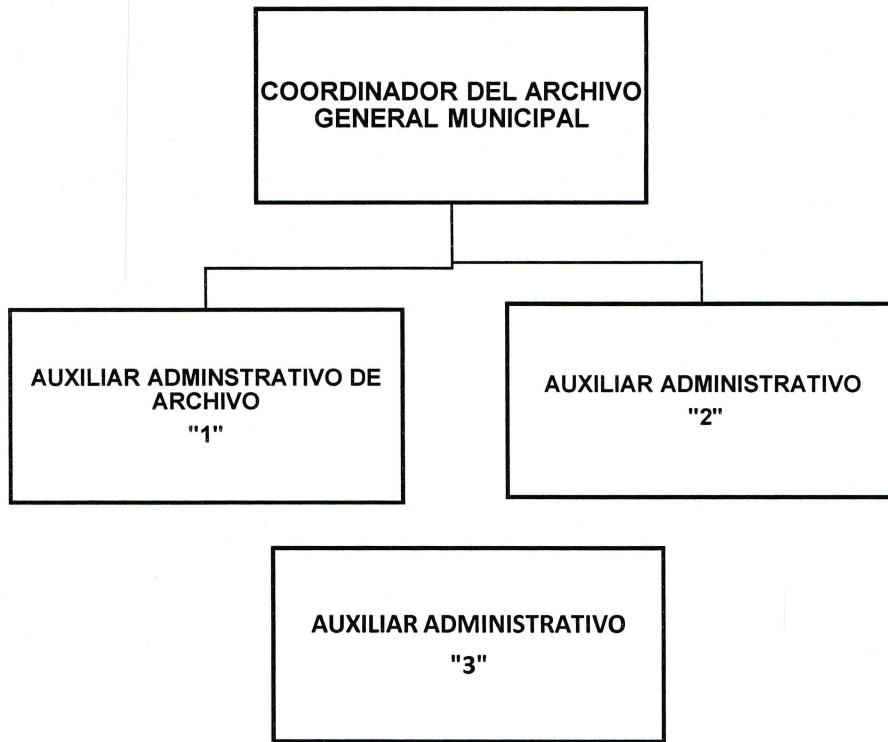 COORDINADOR DEL ARCHIVO
GENERAL MUNICIPAL
AUXILIAR ADMINSTRATIVO DE
ARCHIVO
"1"
AUXILIAR ADMINISTRATIVO
"2"
AUXILIAR ADMINISTRATIVO
"3"